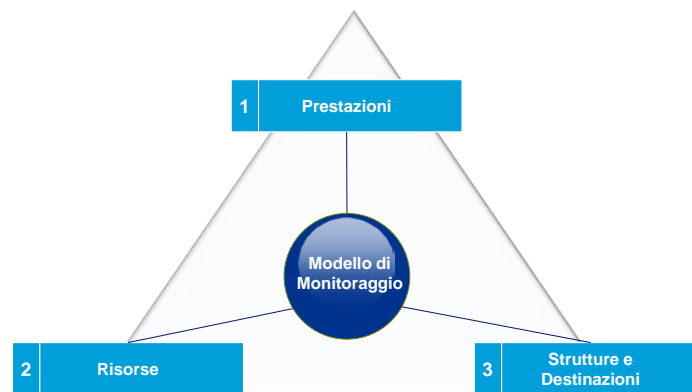 1 Prestazioni
Modello di
Monitoraggio
2 Risorse
3 Strutture e
Destinazioni